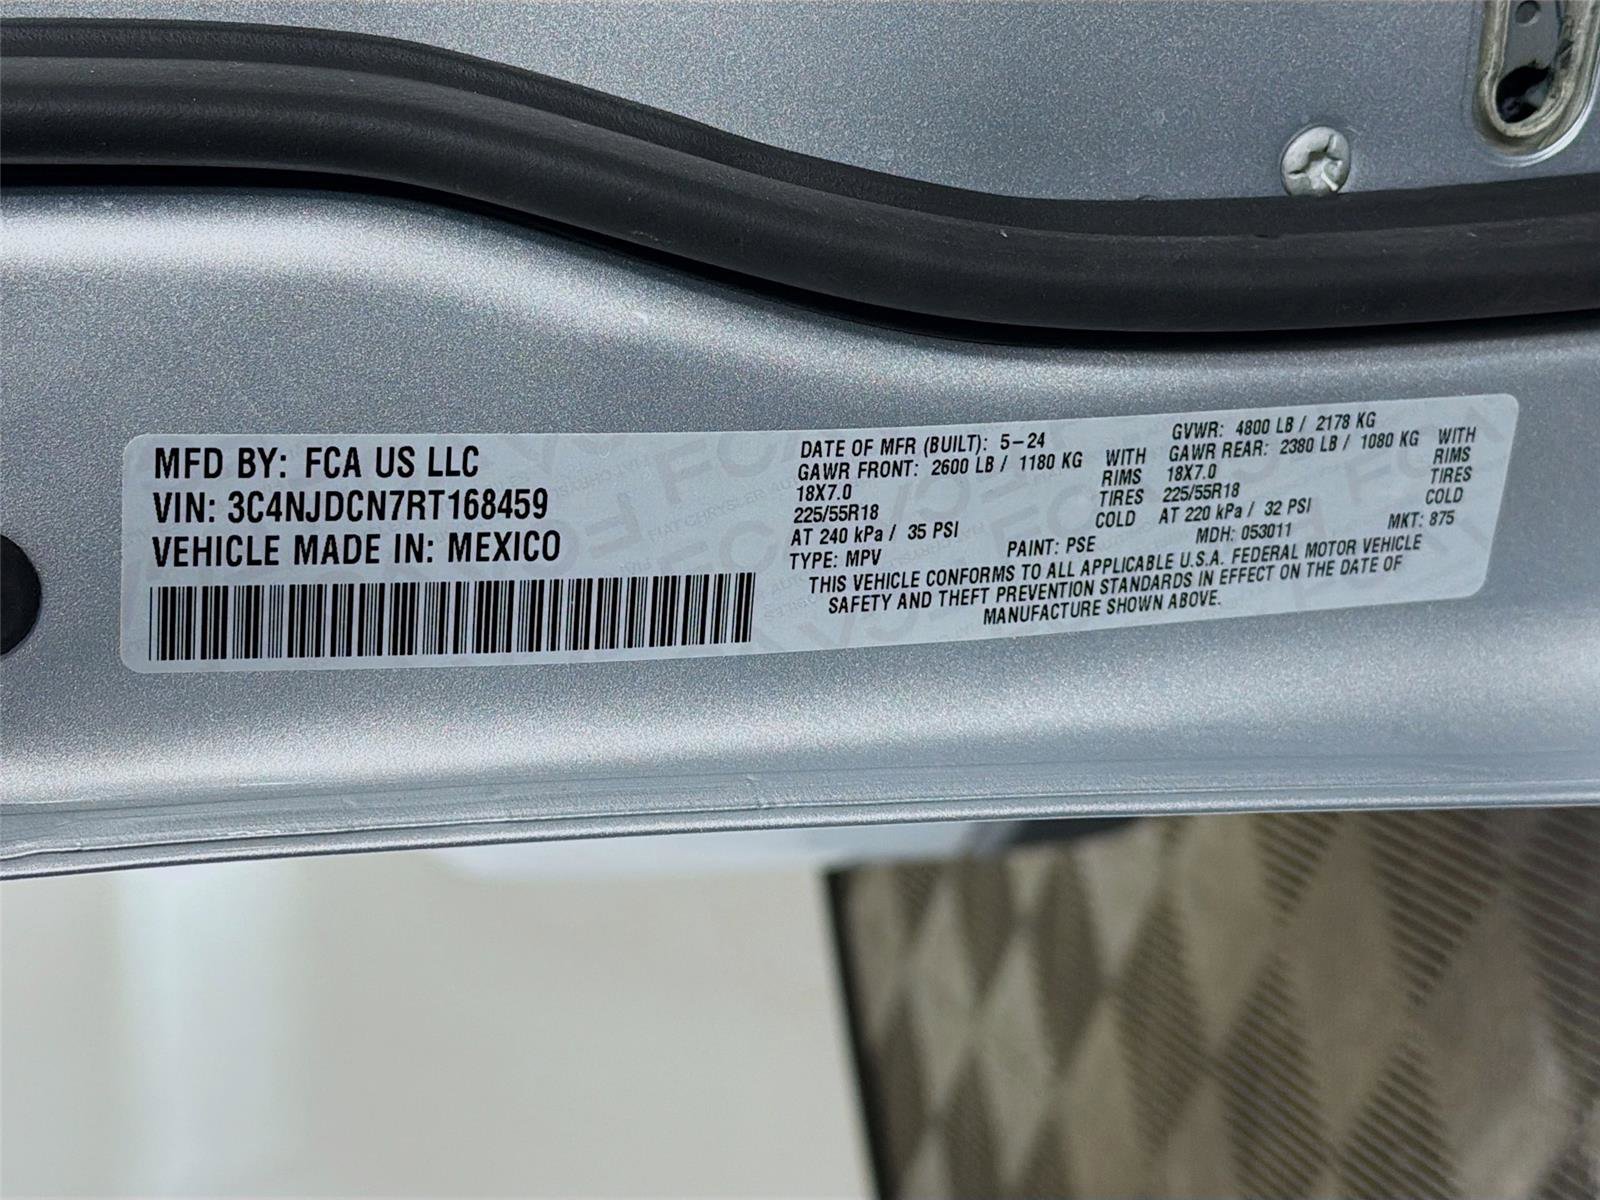 MFD BY: FCA US LLC
VIN: 3C4NJDCN7RT168459
VEHICLE MADE IN: MEXICO
DATE OF MFR (BUILT): 5-24 GVWR: 4800 LB / 2178 KG
GAWR FRONT: 2600 LB / 1180 KG WITH GAWR REAR: 2380 LB / 1080 KG WITH
18X7.0 RIMS 18X7.0 RIMS
225/55R18 TIRES 225/55R18 TIRES
AT 240 kPa / 35 PSI COLD AT 220 kPa / 32 PSI COLD
TYPE: MPV PAINT: PSE MDH: 053011 MKT: 875
THIS VEHICLE CONFORMS TO ALL APPLICABLE U.S.A. FEDERAL MOTOR VEHICLE
SAFETY AND THEFT PREVENTION STANDARDS IN EFFECT ON THE DATE OF
MANUFACTURE SHOWN ABOVE.